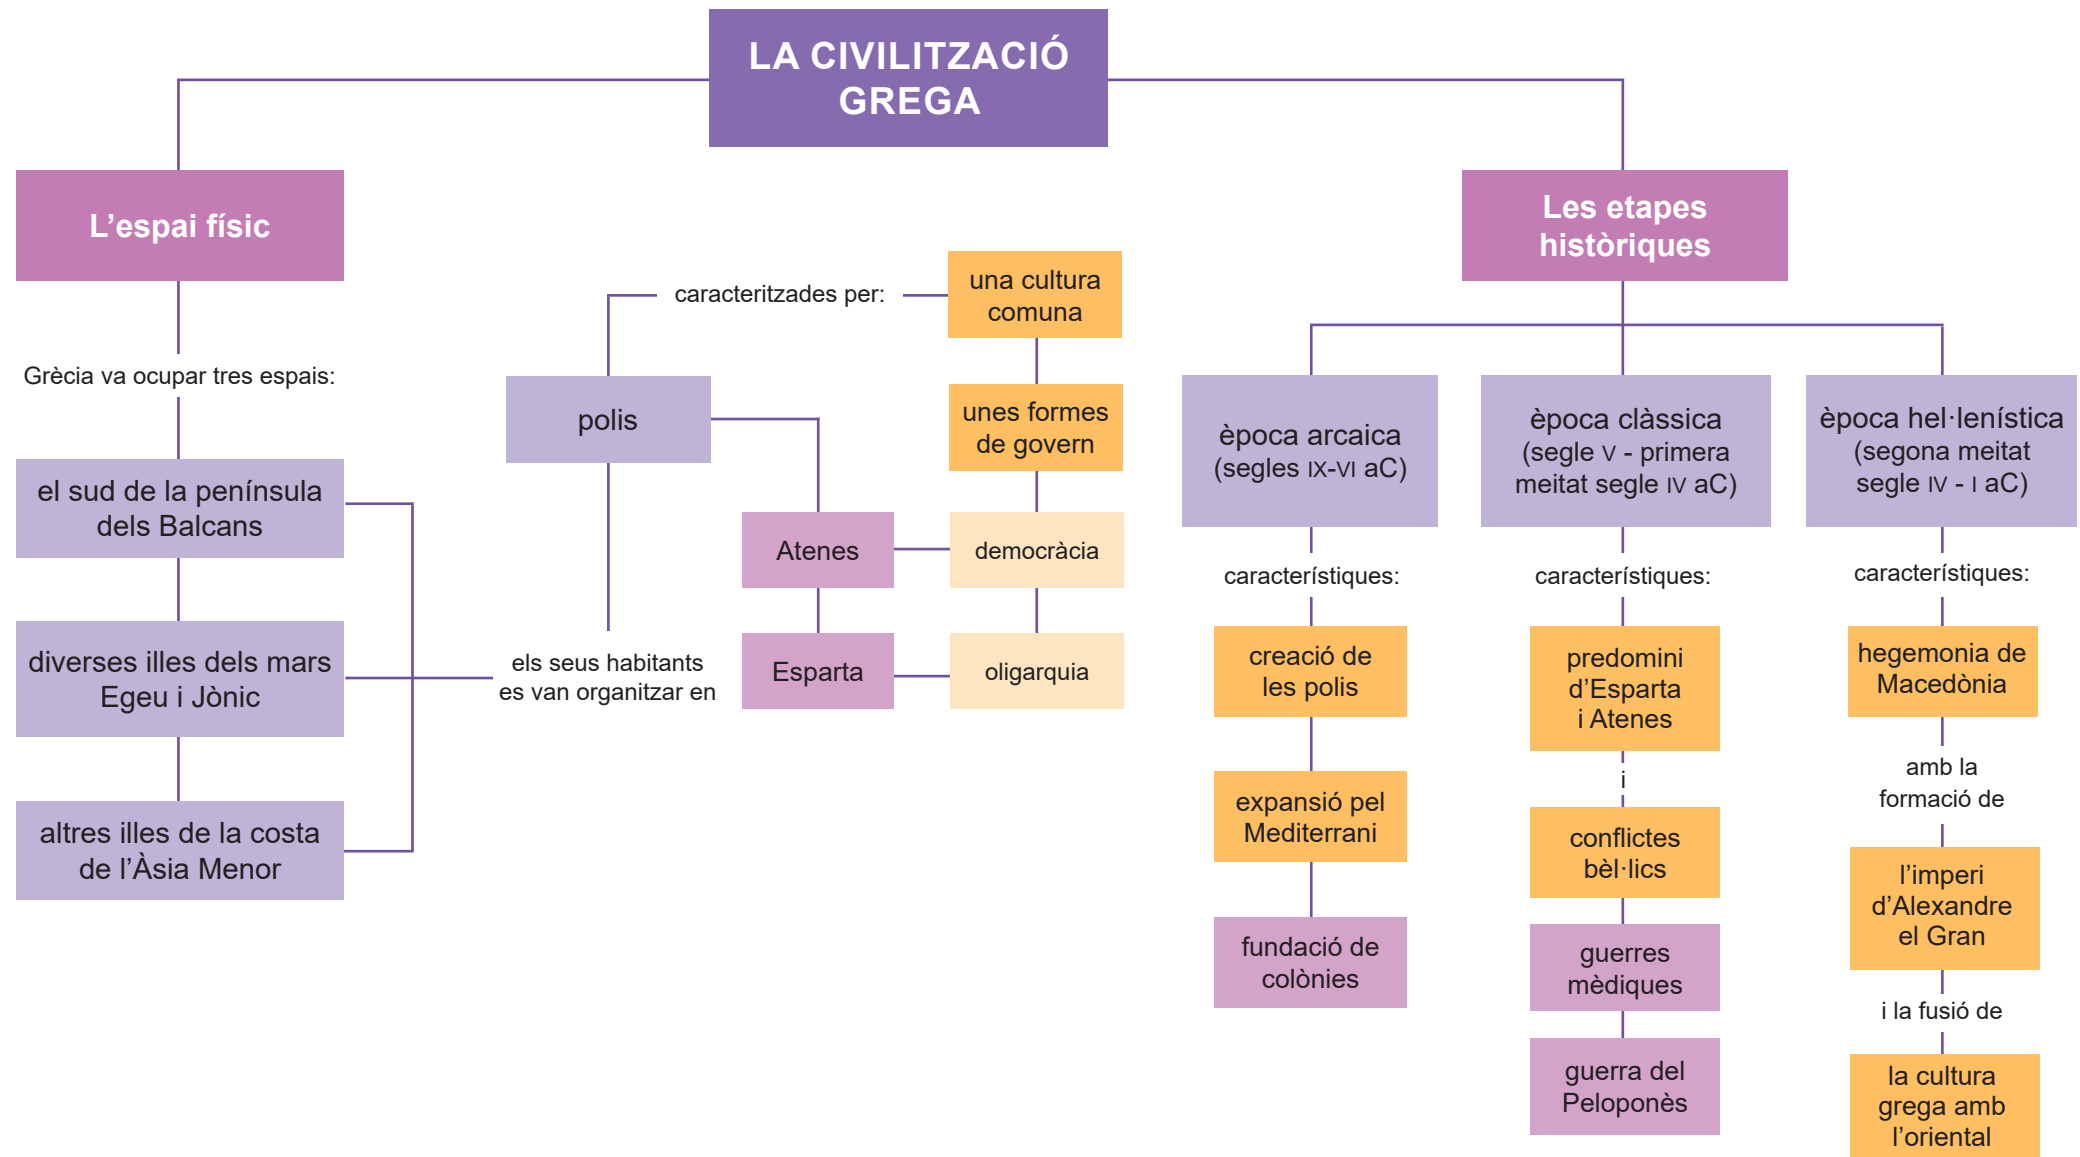 LA CIVILITZACIÓ
GREGA
L’espai físic
Grècia va ocupar tres espais:
el sud de la península
dels Balcans
diverses illes dels mars
Egeu i Jònic
altres illes de la costa
de l’Àsia Menor
els seus habitants
es van organitzar en
polis
caracteritzades per:
una cultura
comuna
unes formes
de govern
Atenes
democràcia
Esparta
oligarquia
Les etapes
històriques
època arcaica
(segles IX-VI aC)
característiques:
creació de
les polis
expansió pel
Mediterrani
fundació de
colònies
època clàssica
(segle V - primera
meitat segle IV aC)
característiques:
predomini
d’Esparta
i Atenes
i
conflictes
bèl·lics
guerres
mèdiques
guerra del
Peloponès
època hel·lenística
(segona meitat
segle IV - I aC)
característiques:
hegemonia de
Macedònia
amb la
formació de
l’imperi
d’Alexandre
el Gran
i la fusió de
la cultura
grega amb
l’oriental